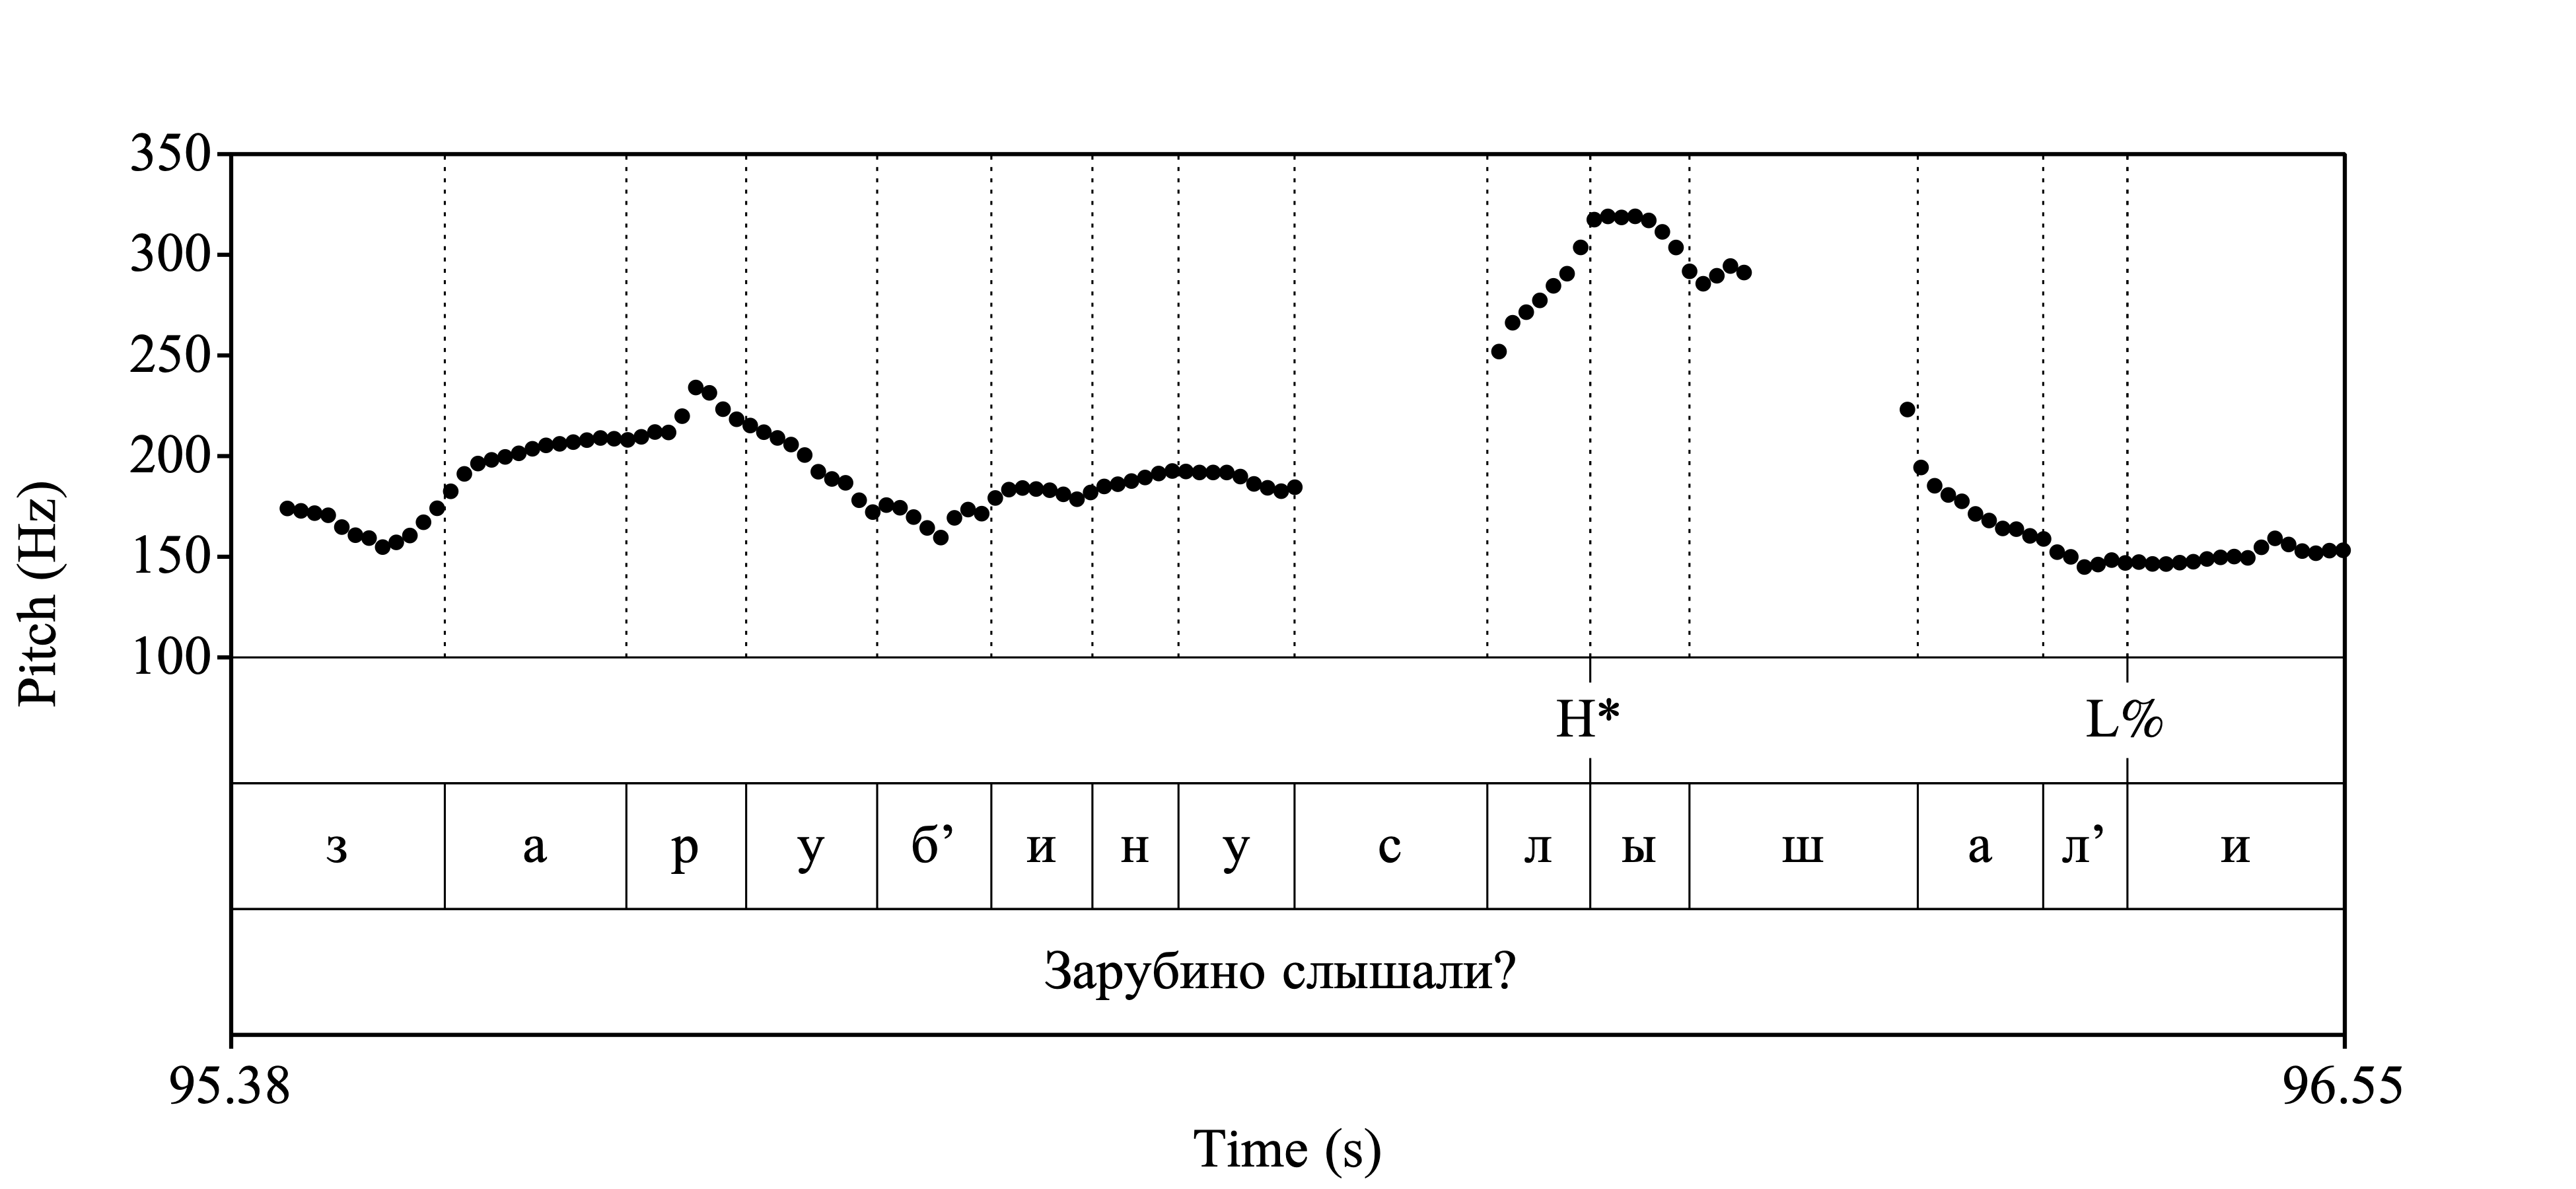 350
300
250
200
150
100
Pitch (Hz)
H* L%
з а р у б’ и н у с л ы ш а л’ и
Зарубино слышали?
95.38 96.55
Time (s)